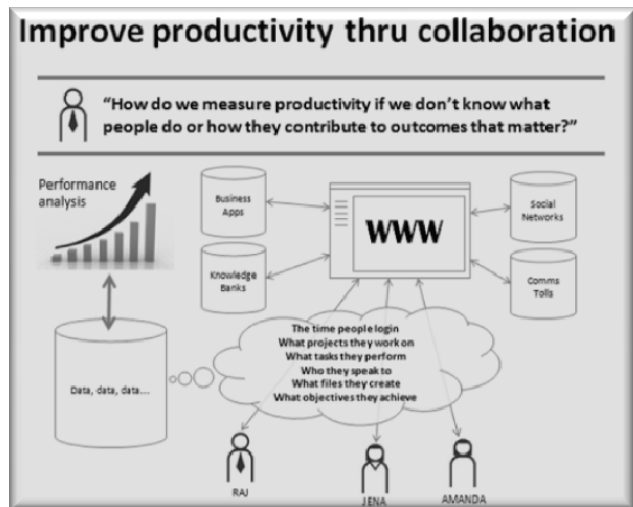 Improve productivity thru collaboration
“How do we measure productivity if we don’t know what
people do or how they contribute to outcomes that matter?”
Performance
analysis
Business
Apps
Knowledge
Banks
WWW
Social
Networks
Comms
Tolls
The time people login
What projects they work on
What tasks they perform
Who they speak to
What files they create
What objectives they achieve
Data, data, data....
RAJ
JENA
AMANDA